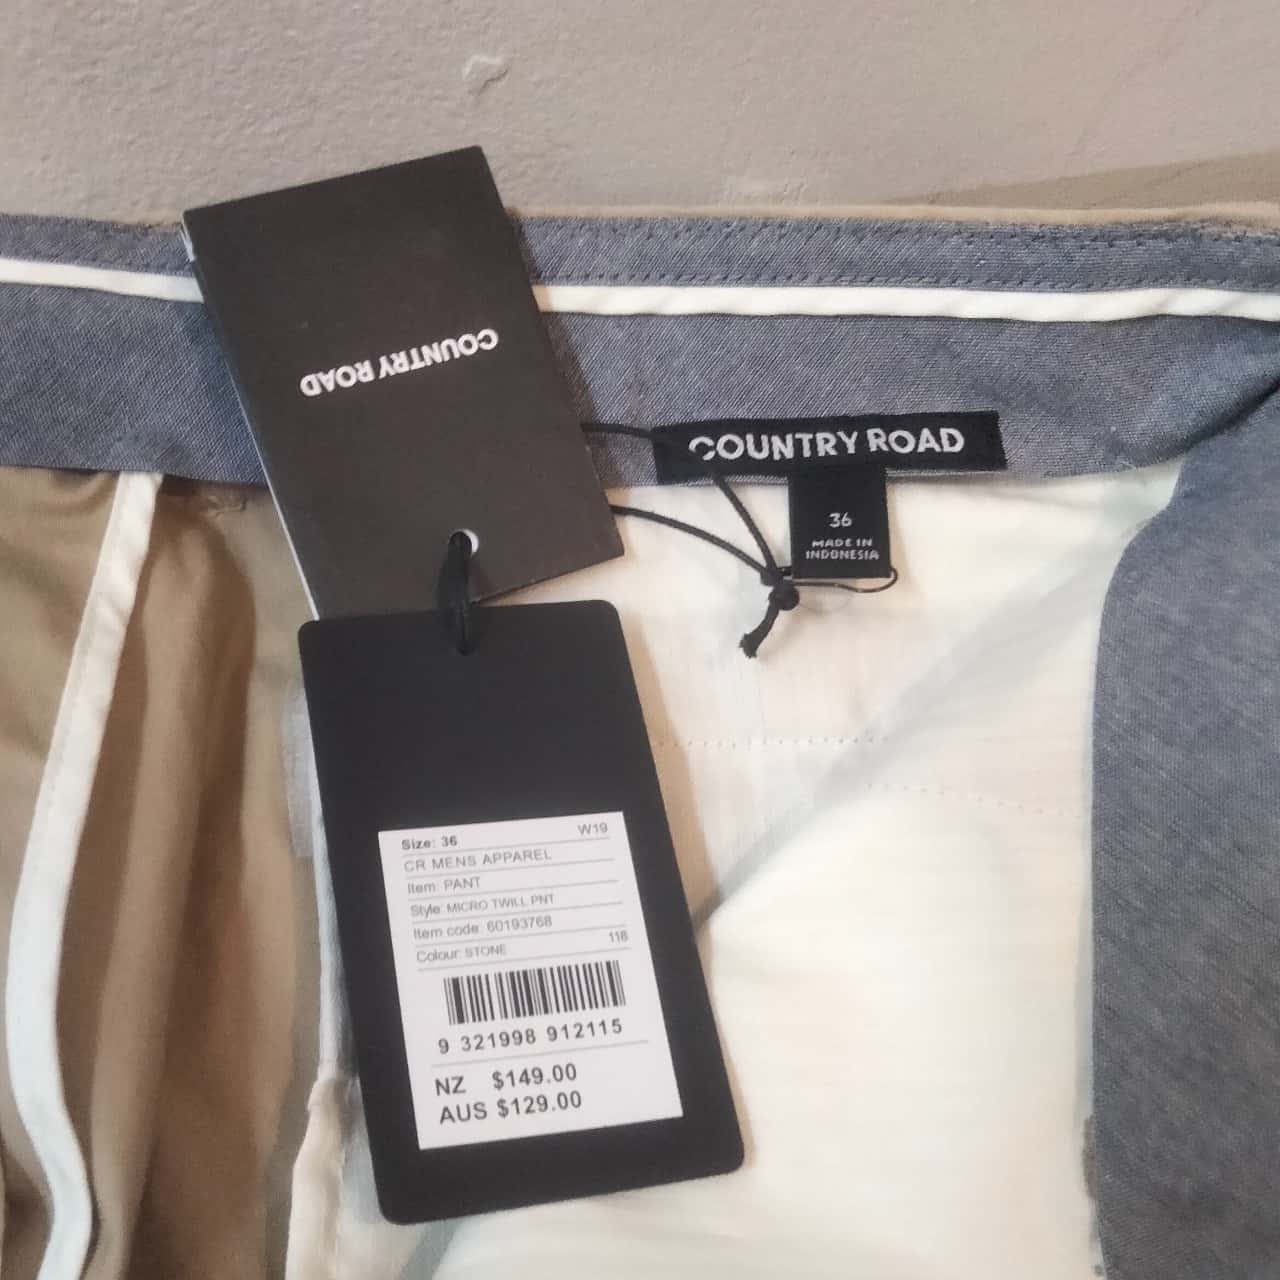 COUNTRY ROAD
COUNTRY ROAD
36
MADE IN
INDONESIA
Size: 36 W19
CR MENS APPAREL
Item: PANT
Style: MICRO TWILL PNT
Item code: 60193768
Colour: STONE 118
9 321998 912115
NZ $149.00
AUS $129.00